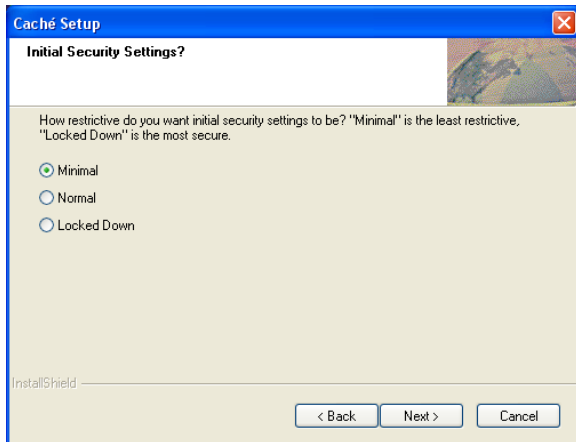 Caché Setup
Initial Security Settings?
How restrictive do you want initial security settings to be? "Minimal" is the least restrictive,
"Locked Down" is the most secure.
Minimal
Normal
Locked Down
InstallShield
< Back
Next >
Cancel